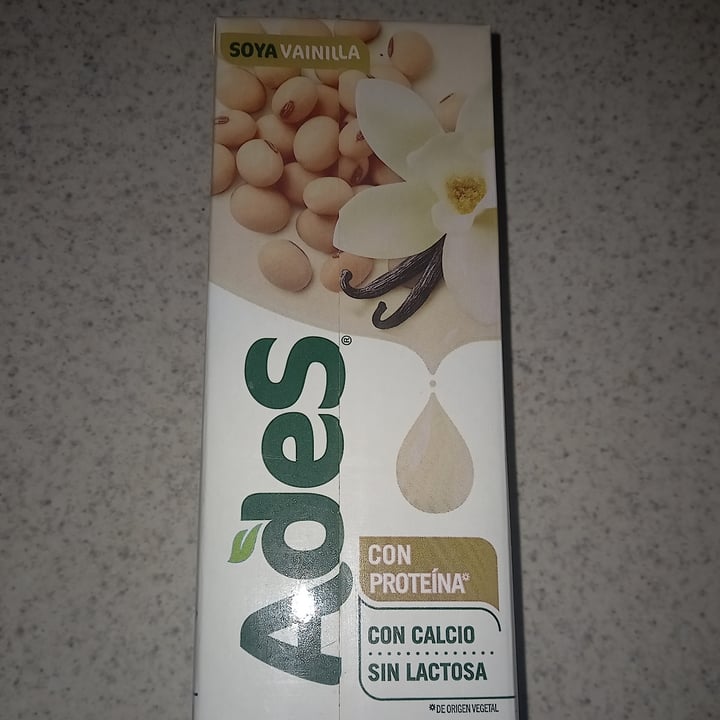 SOYA VAINILLA
AdeS®
CON
PROTEÍNA*
CON CALCIO
SIN LACTOSA
*DE ORIGEN VEGETAL